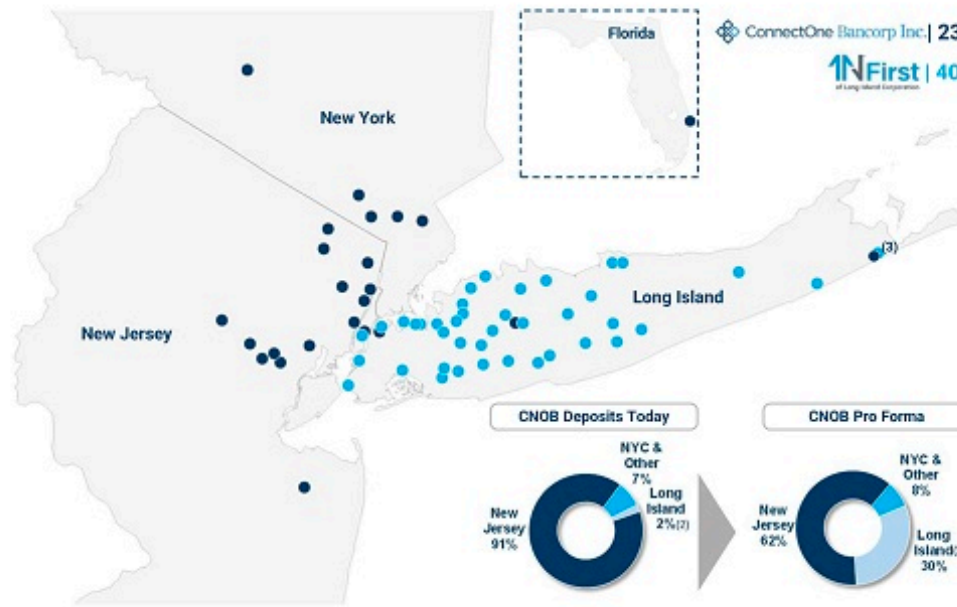 Florida
ConnectOne Bancorp Inc. | 23
First | 40
of Long Island Corporation
New York
(3)
Long Island
New Jersey
CNOB Deposits Today
CNOB Pro Forma
NYC &
Other
7%
Long
Island
2%(2)
New
Jersey
91%
NYC &
Other
8%
New
Jersey
62%
Long
Island(
30%